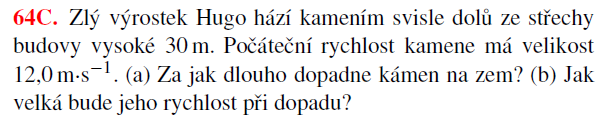 64C. Zlý výrostek Hugo hází kamením svisle dolů ze střechy
budovy vysoké 30 m. Počáteční rychlost kamene má velikost
12,0 m·s⁻¹. (a) Za jak dlouho dopadne kámen na zem? (b) Jak
velká bude jeho rychlost při dopadu?